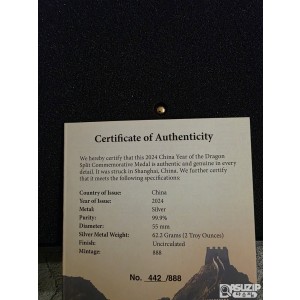 Certificate of Authenticity
We hereby certify that this 2024 China Year of the Dragon
Split Commemorative Medal is authentic and genuine in every
detail. It was struck in Shanghai, China. We further certify
that it meets the following specifications:
Country of Issue: China
Year of Issue: 2024
Metal: Silver
Purity: 99.9%
Diameter: 55 mm
Silver Metal Weight: 62.2 Grams (2 Troy Ounces)
Finish: Uncirculated
Mintage: 888
No. 442 /888